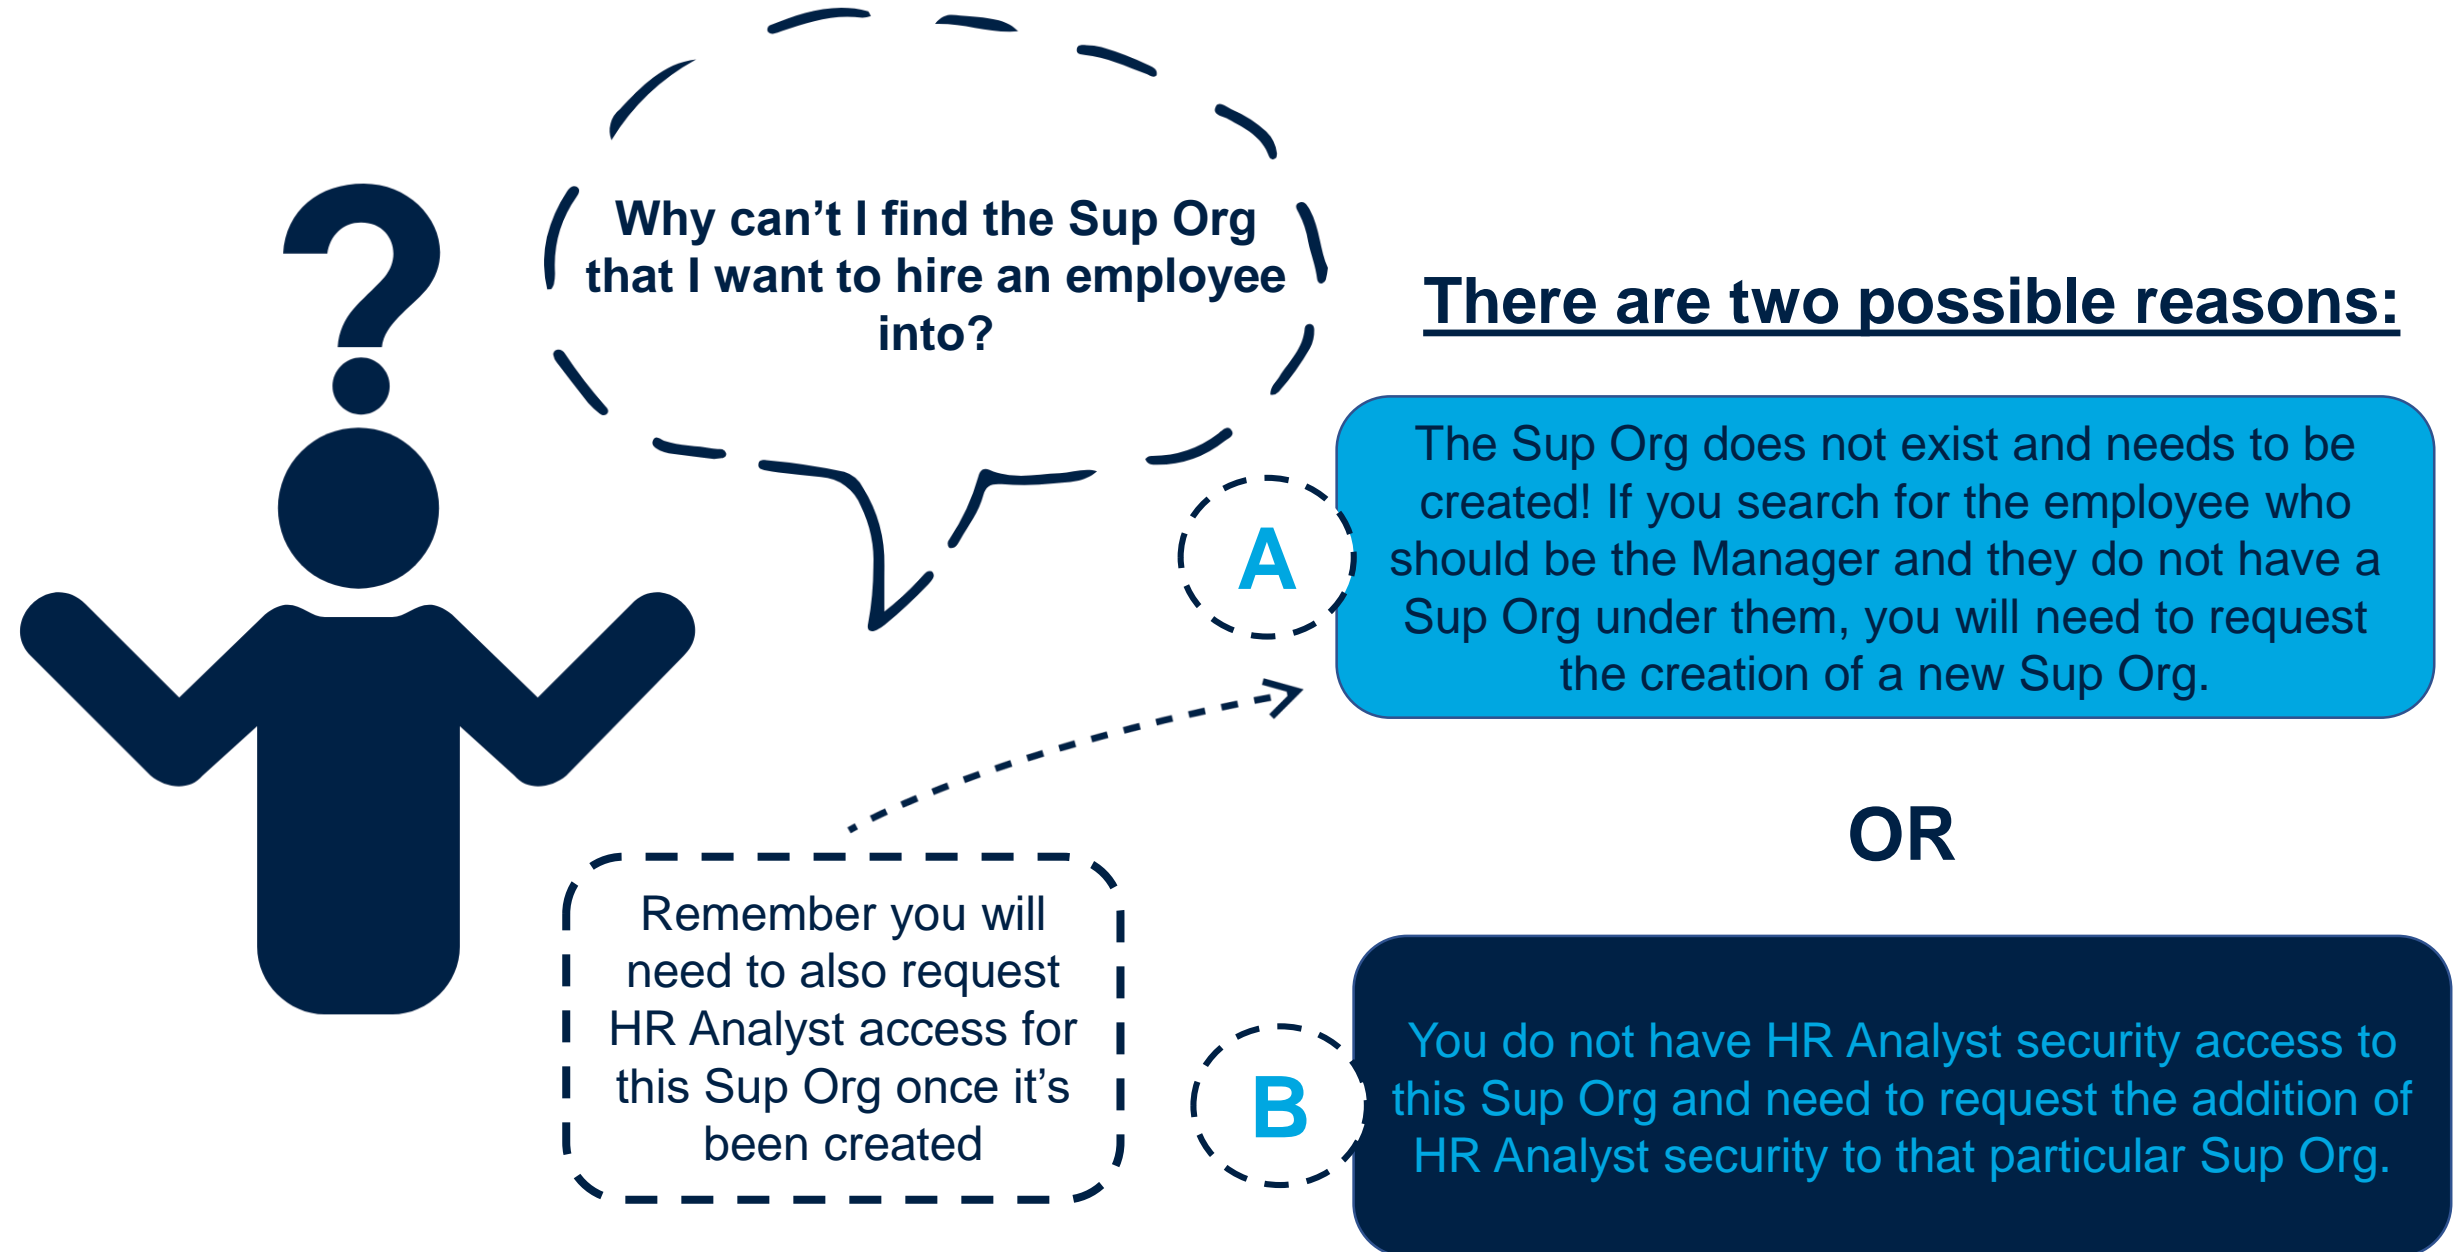 ?
Why can’t I find the Sup Org
that I want to hire an employee
into?
There are two possible reasons:
A
The Sup Org does not exist and needs to be
created! If you search for the employee who
should be the Manager and they do not have a
Sup Org under them, you will need to request
the creation of a new Sup Org.
Remember you will
need to also request
HR Analyst access for
this Sup Org once it’s
been created
OR
B
You do not have HR Analyst security access to
this Sup Org and need to request the addition of
HR Analyst security to that particular Sup Org.